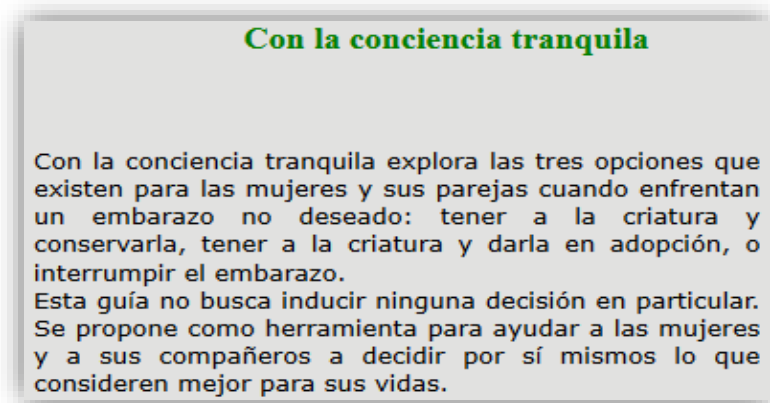 Con la conciencia tranquila
Con la conciencia tranquila explora las tres opciones que
existen para las mujeres y sus parejas cuando enfrentan
un embarazo no deseado: tener a la criatura y
conservarla, tener a la criatura y darla en adopción, o
interrumpir el embarazo.
Esta guía no busca inducir ninguna decisión en particular.
Se propone como herramienta para ayudar a las mujeres
y a sus compañeros a decidir por sí mismos lo que
consideren mejor para sus vidas.